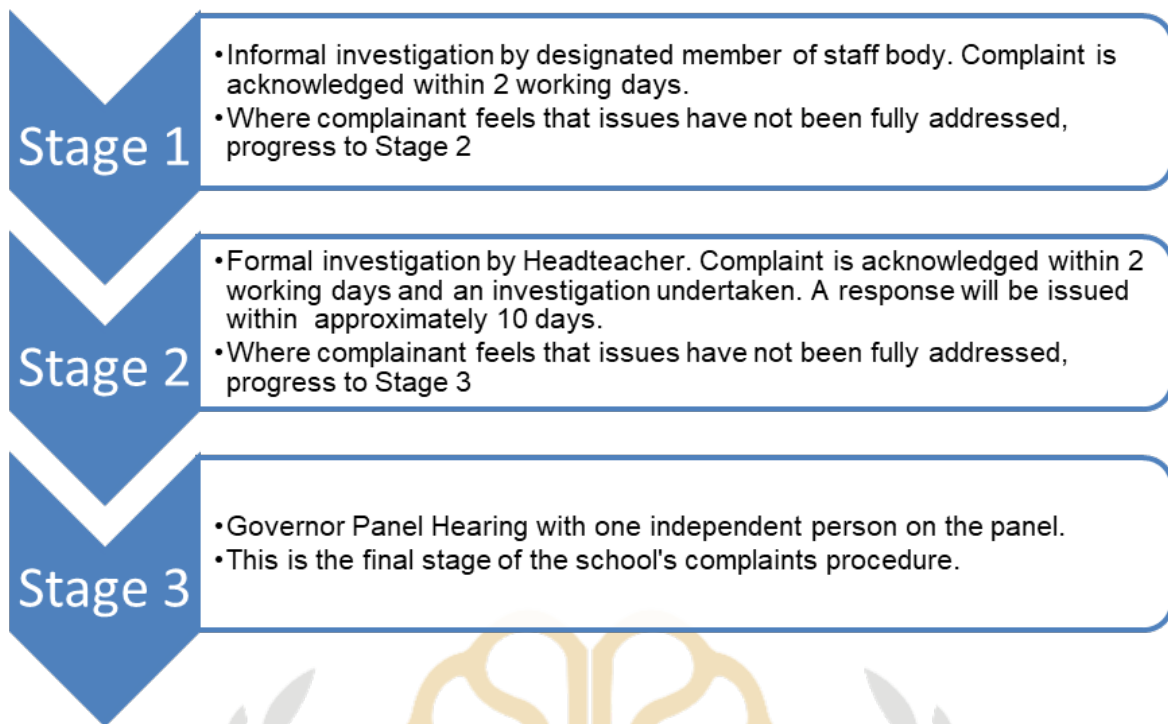 Stage 1
•Informal investigation by designated member of staff body. Complaint is
acknowledged within 2 working days.
•Where complainant feels that issues have not been fully addressed,
progress to Stage 2
Stage 2
•Formal investigation by Headteacher. Complaint is acknowledged within 2
working days and an investigation undertaken. A response will be issued
within  approximately 10 days.
•Where complainant feels that issues have not been fully addressed,
progress to Stage 3
Stage 3
•Governor Panel Hearing with one independent person on the panel.
•This is the final stage of the school's complaints procedure.